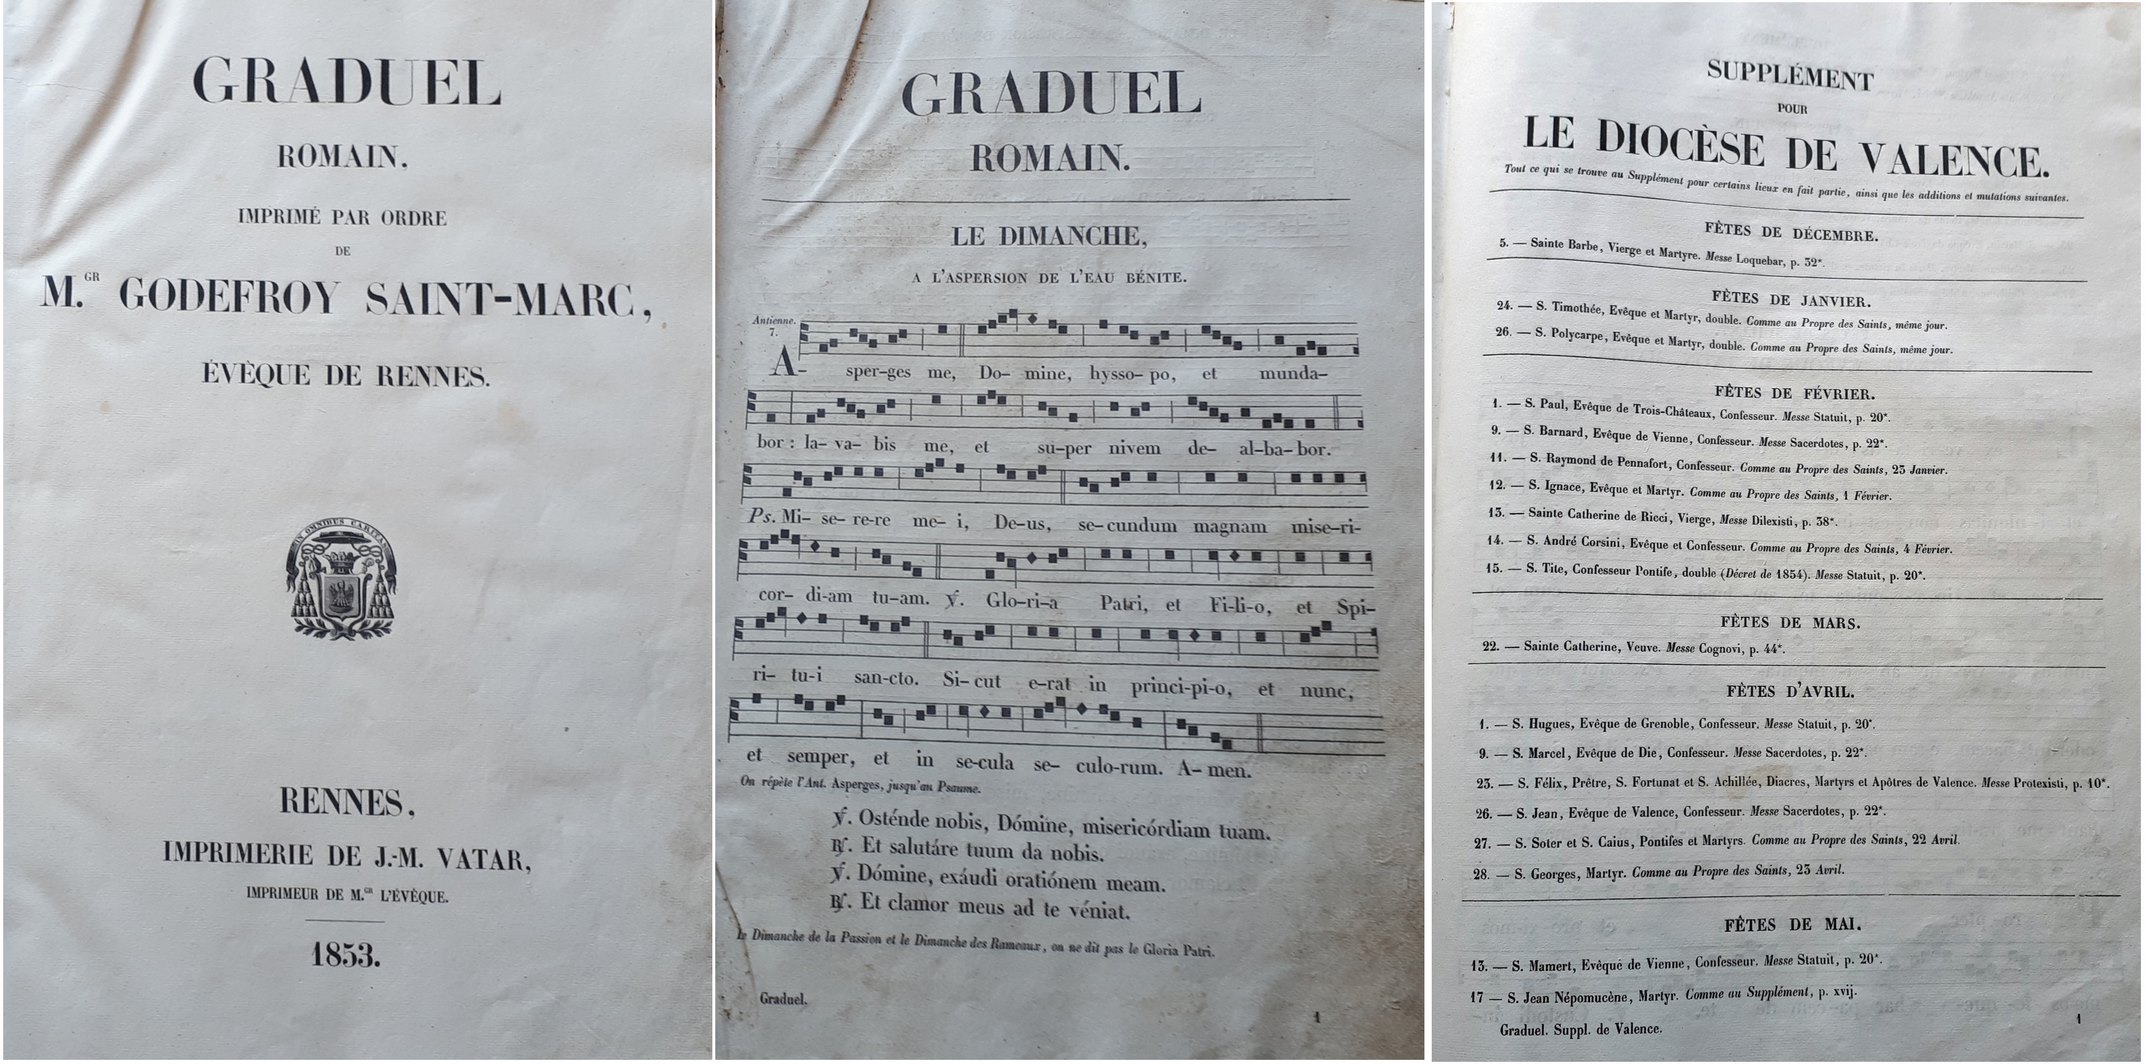 GRADUEL
ROMAIN.
IMPRIMÉ PAR ORDRE
DE
M.GR GODEFROY SAINT-MARC,
ÉVÊQUE DE RENNES.
IN OMNIBUS CARITAS
RENNES,
IMPRIMERIE DE J.-M. VATAR,
IMPRIMEUR DE M.GR L'ÉVÊQUE.
1853.
GRADUEL
ROMAIN.
LE DIMANCHE,
A L'ASPERSION DE L'EAU BÉNITE.
Antienne.
7.
A- sper-ges me, Do- mine, hysso- po, et munda-
bor : la- va- bis me, et su-per nivem de- al-ba- bor.
Ps. Mi- se- re-re me- i, De-us, se-cundum magnam mise-ri-
cor- di-am tu-am. ℣. Glo-ri-a Patri, et Fi-li-o, et Spi-
ri- tu-i san-cto. Si- cut e-rat in princi-pi-o, et nunc,
et semper, et in se-cula se- culo-rum. A- men.
On répète l'Ant. Asperges, jusqu'au Psaume.
℣. Osténde nobis, Dómine, misericórdiam tuam.
℟. Et salutáre tuum da nobis.
℣. Dómine, exáudi oratiónem meam.
℟. Et clamor meus ad te véniat.
Le Dimanche de la Passion et le Dimanche des Rameaux, on ne dit pas le Gloria Patri.
Graduel. 1
SUPPLÉMENT
POUR
LE DIOCÈSE DE VALENCE.
Tout ce qui se trouve au Supplément pour certains lieux en fait partie, ainsi que les additions et mutations suivantes.
FÊTES DE DÉCEMBRE.
5. — Sainte Barbe, Vierge et Martyre. Messe Loquebar, p. 32*.
FÊTES DE JANVIER.
24. — S. Timothée, Evêque et Martyr, double. Comme au Propre des Saints, même jour.
26. — S. Polycarpe, Evêque et Martyr, double. Comme au Propre des Saints, même jour.
FÊTES DE FÉVRIER.
1. — S. Paul, Evêque de Trois-Châteaux, Confesseur. Messe Statuit, p. 20*.
9. — S. Barnard, Evêque de Vienne, Confesseur. Messe Sacerdotes, p. 22*.
11. — S. Raymond de Pennafort, Confesseur. Comme au Propre des Saints, 23 Janvier.
12. — S. Ignace, Evêque et Martyr. Comme au Propre des Saints, 1 Février.
13. — Sainte Catherine de Ricci, Vierge, Messe Dilexisti, p. 38*.
14. — S. André Corsini, Evêque et Confesseur. Comme au Propre des Saints, 4 Février.
15. — S. Tite, Confesseur Pontife, double (Décret de 1854). Messe Statuit, p. 20*.
FÊTES DE MARS.
22. — Sainte Catherine, Veuve. Messe Cognovi, p. 44*.
FÊTES D'AVRIL.
1. — S. Hugues, Evêque de Grenoble, Confesseur. Messe Statuit, p. 20*.
9. — S. Marcel, Evêque de Die, Confesseur. Messe Sacerdotes, p. 22*.
23. — S. Félix, Prêtre, S. Fortunat et S. Achillée, Diacres, Martyrs et Apôtres de Valence. Messe Protexisti, p. 10*.
26. — S. Jean, Evêque de Valence, Confesseur. Messe Sacerdotes, p. 22*.
27. — S. Soter et S. Caius, Pontifes et Martyrs. Comme au Propre des Saints, 22 Avril.
28. — S. Georges, Martyr. Comme au Propre des Saints, 23 Avril.
FÊTES DE MAI.
13. — S. Mamert, Evêque de Vienne, Confesseur. Messe Statuit, p. 20*.
17 — S. Jean Népomucène, Martyr. Comme au Supplément, p. xvij.
Graduel. Suppl. de Valence. 1